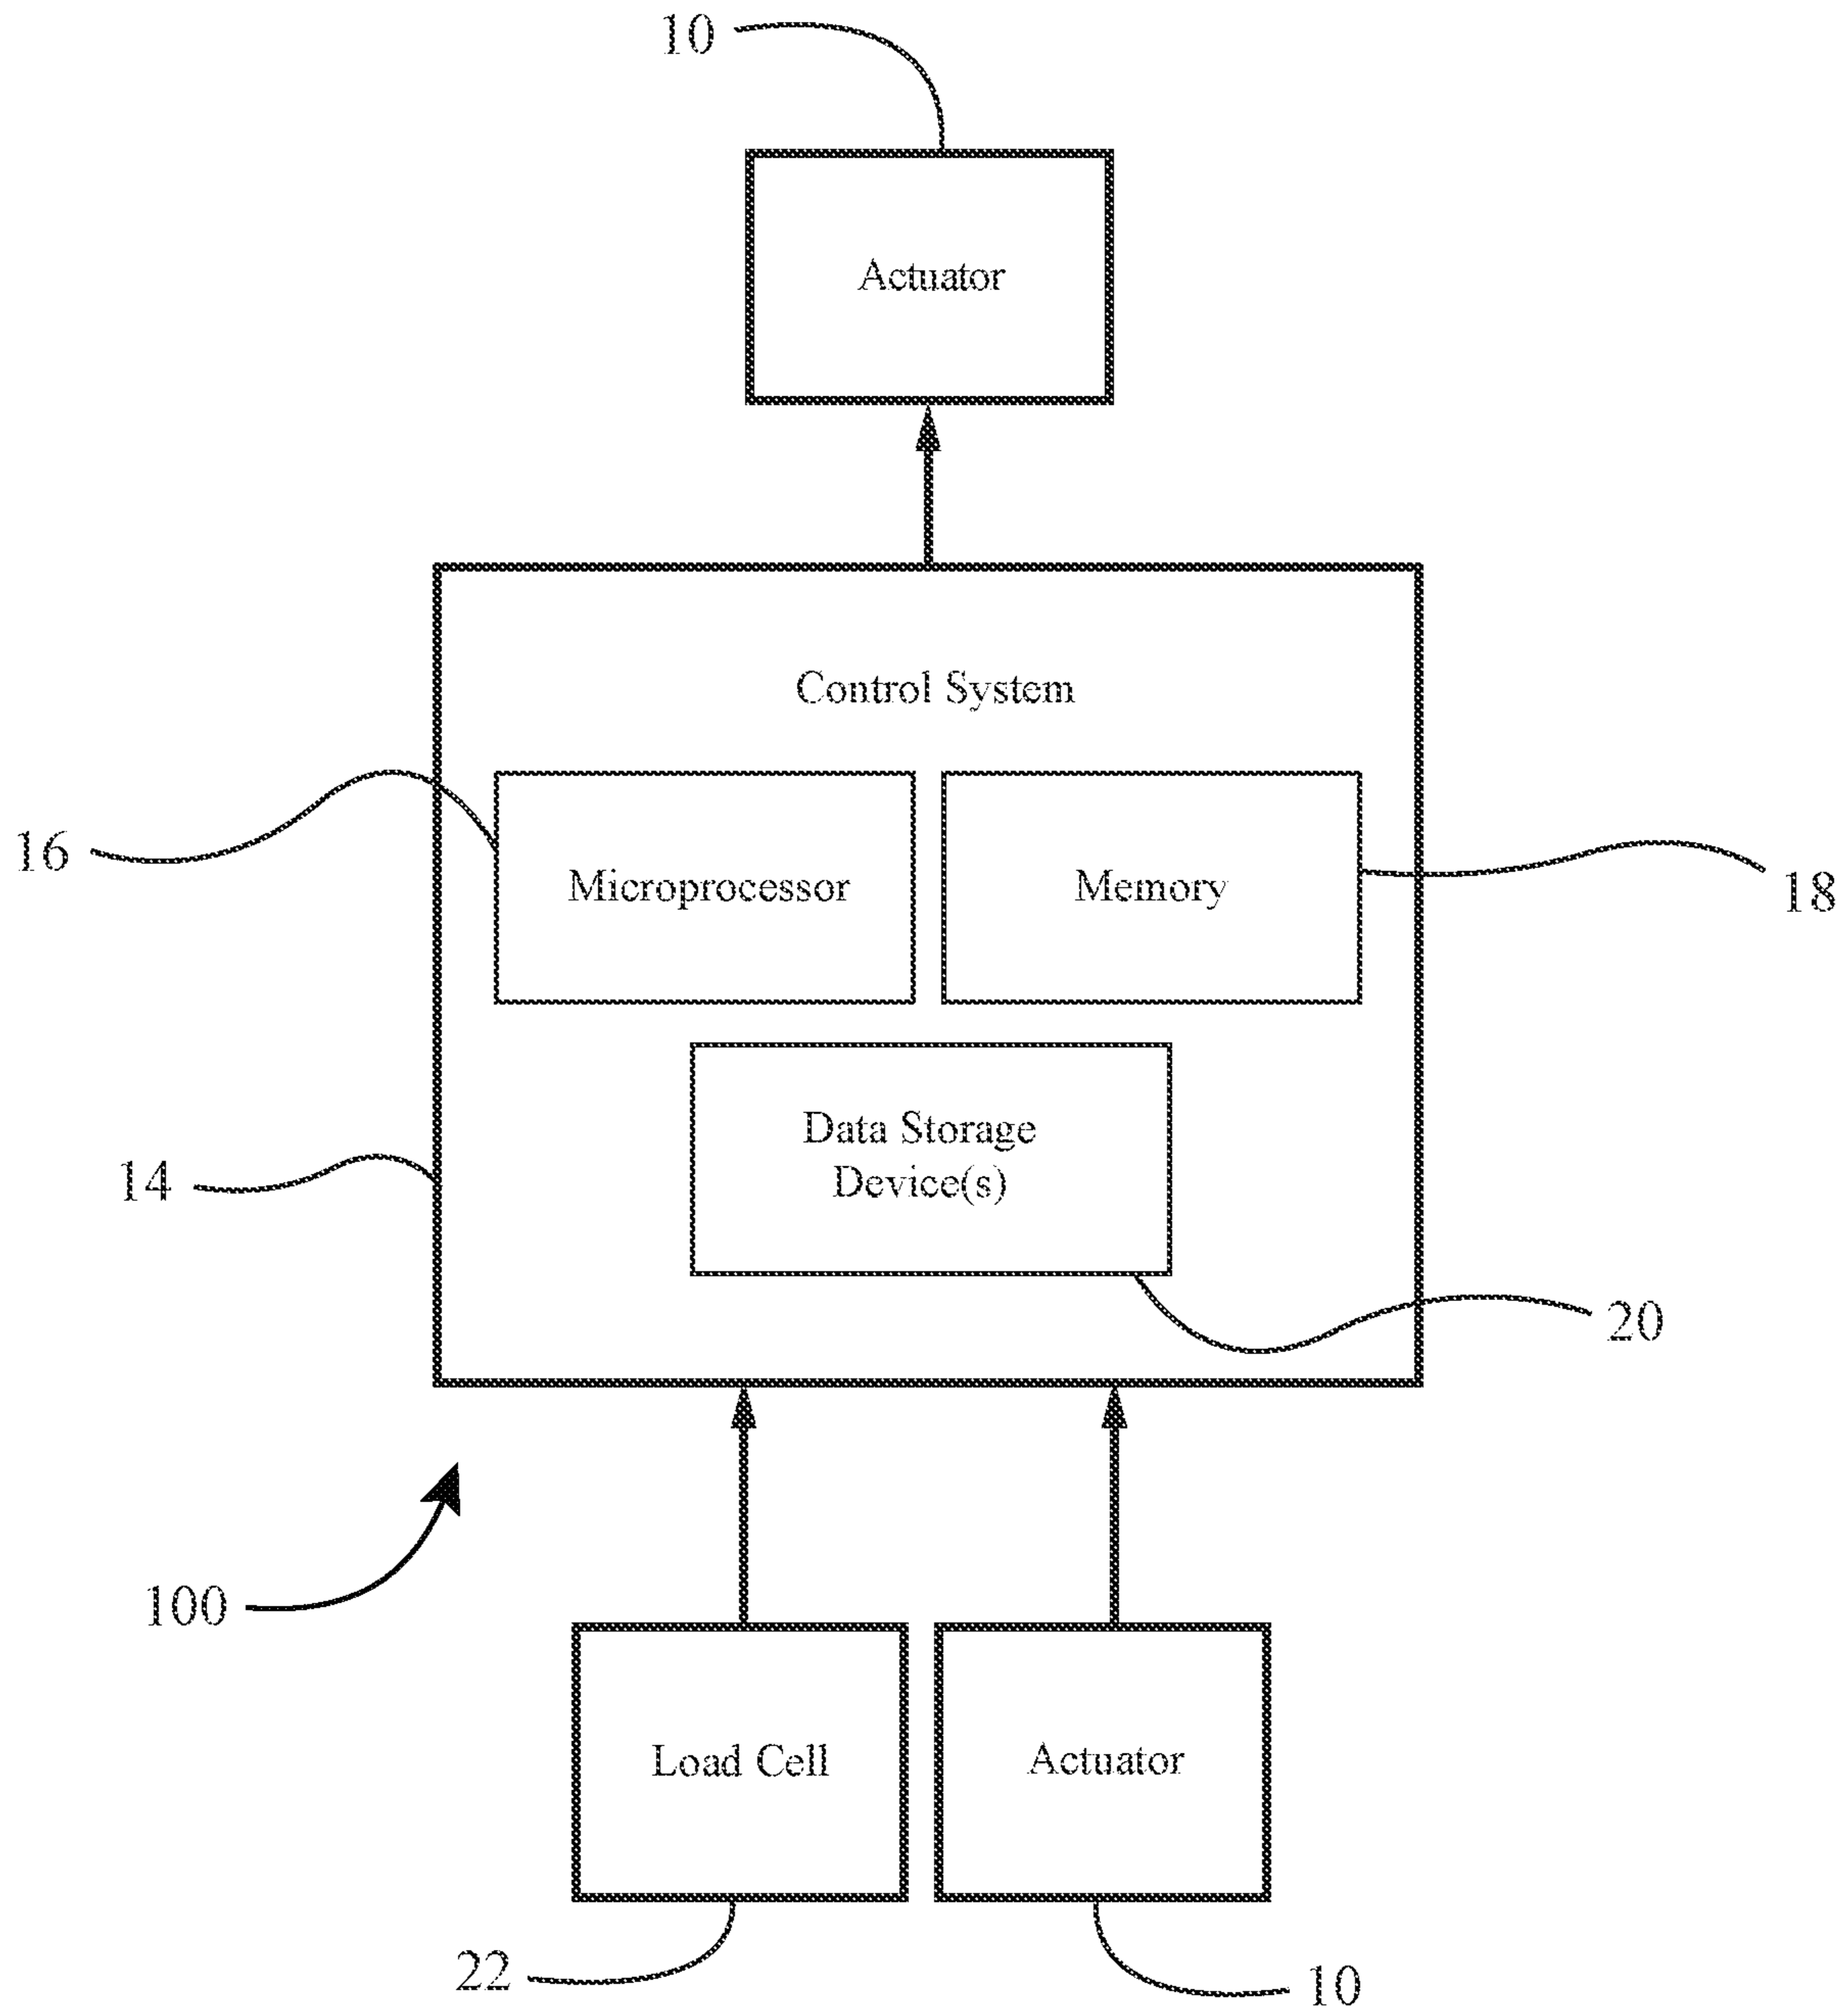 10
Actuator
Control System
16
Microprocessor
Memory
18
Data Storage
Device(s)
14
20
100
Load Cell
Actuator
22
10